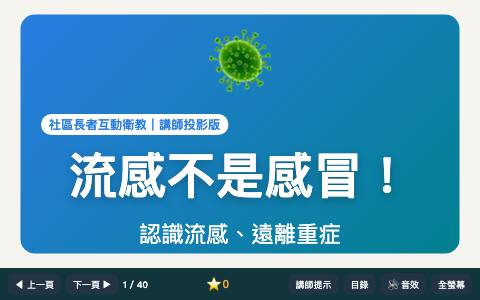 社區長者互動衛教｜講師投影版
流感不是感冒！
認識流感、遠離重症
◀ 上一頁 下一頁 ▶ 1 / 40 ⭐0 講師提示 目錄 🔊 音效 全螢幕